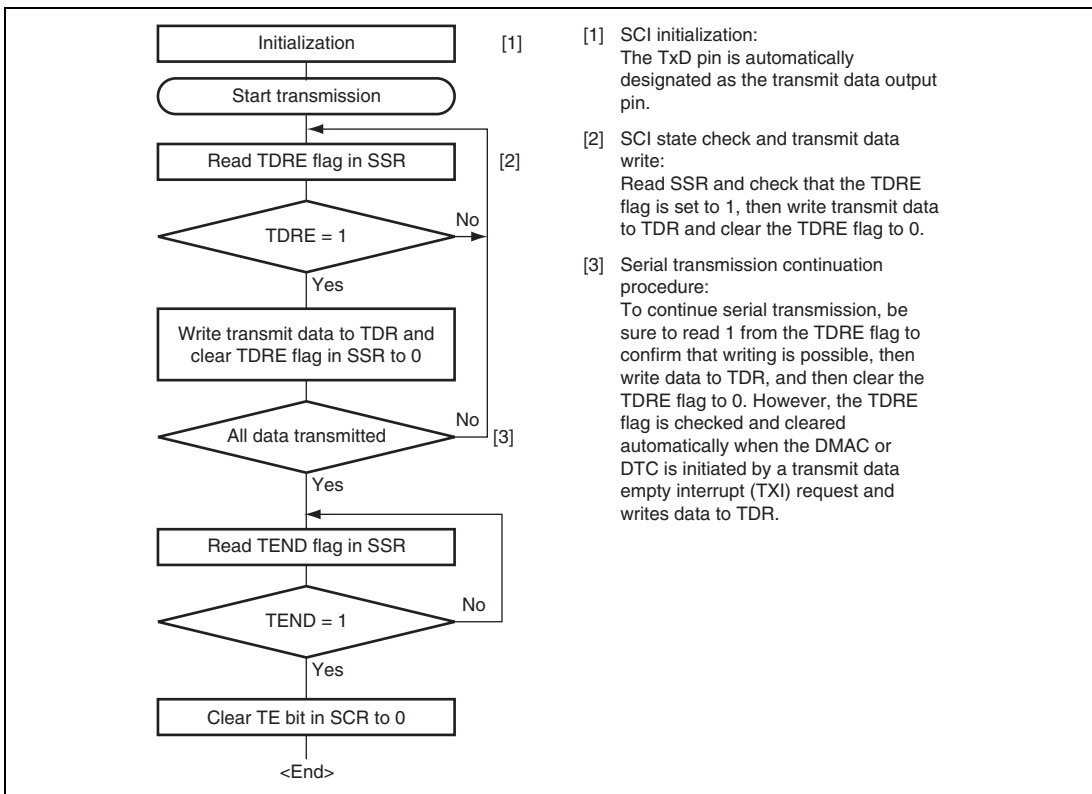 Initialization
[1]
Start transmission
Read TDRE flag in SSR
[2]
No
TDRE = 1
Yes
Write transmit data to TDR and
clear TDRE flag in SSR to 0
No
All data transmitted
[3]
Yes
Read TEND flag in SSR
No
TEND = 1
Yes
Clear TE bit in SCR to 0
<End>
[1] SCI initialization:
The TxD pin is automatically
designated as the transmit data output
pin.
[2] SCI state check and transmit data
write:
Read SSR and check that the TDRE
flag is set to 1, then write transmit data
to TDR and clear the TDRE flag to 0.
[3] Serial transmission continuation
procedure:
To continue serial transmission, be
sure to read 1 from the TDRE flag to
confirm that writing is possible, then
write data to TDR, and then clear the
TDRE flag to 0. However, the TDRE
flag is checked and cleared
automatically when the DMAC or
DTC is initiated by a transmit data
empty interrupt (TXI) request and
writes data to TDR.